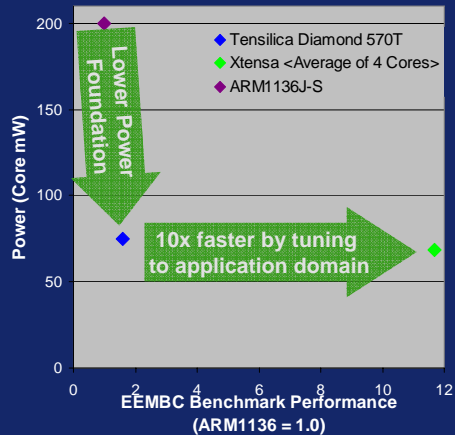 200
150
100
50
0
Power (Core mW)
Tensilica Diamond 570T
Xtensa <Average of 4 Cores>
ARM1136J-S
Lower Power
Foundation
10x faster by tuning
to application domain
0 2 4 6 8 10 12
EEMBC Benchmark Performance
(ARM1136 = 1.0)